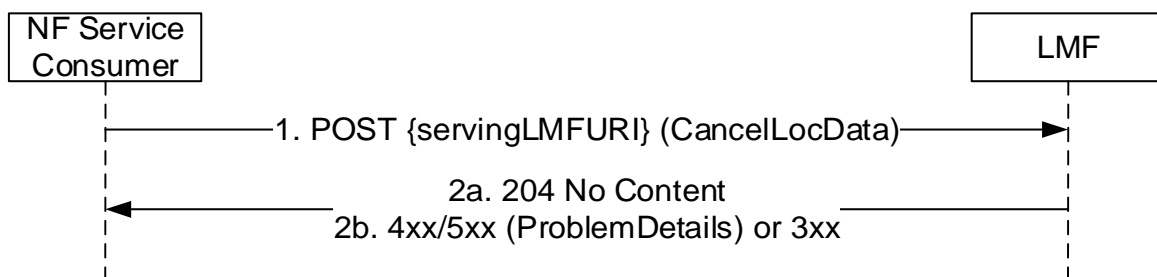 NF Service
Consumer
LMF
1. POST {servingLMFURI} (CancelLocData)
2a. 204 No Content
2b. 4xx/5xx (ProblemDetails) or 3xx